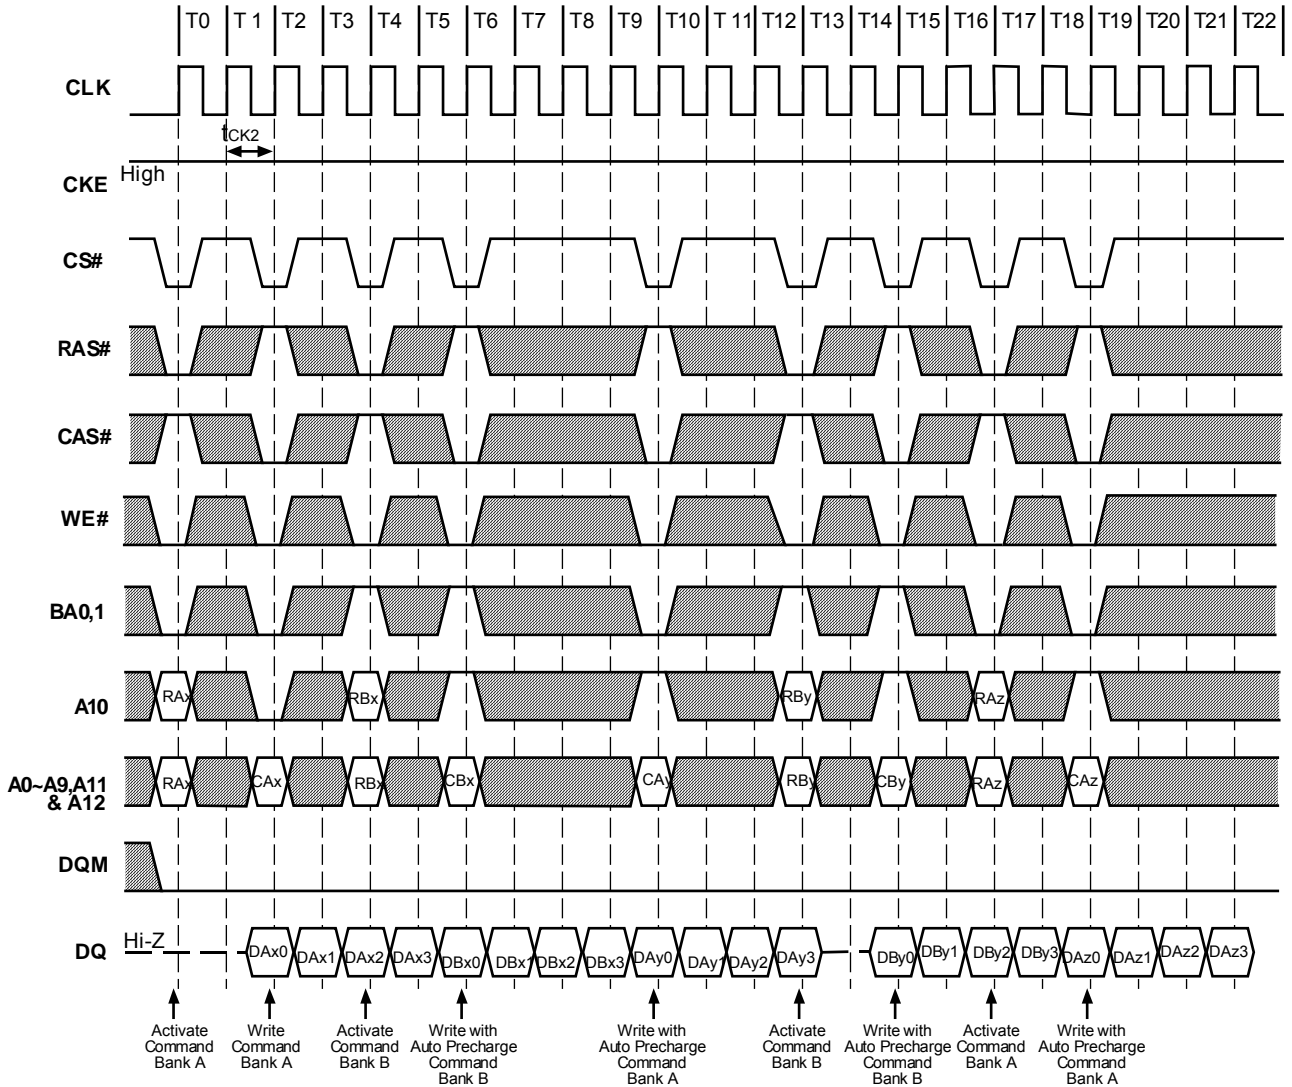 T0 T 1 T2 T3 T4 T5 T6 T7 T8 T9 T10 T 11 T12 T13 T14 T15 T16 T17 T18 T19 T20 T21 T22
CLK
tCK2
High
CKE
CS#
RAS#
CAS#
WE#
BA0,1
RAx RBx RBy RAz
A10
RAx CAx RBx CBx CAy RBy CBy RAz CAz
A0~A9,A11
& A12
DQM
Hi-Z
DQ
DAx0 DAx1 DAx2 DAx3 DBx0 DBx1 DBx2 DBx3 DAy0 DAy1 DAy2 DAy3 DBy0 DBy1 DBy2 DBy3 DAz0 DAz1 DAz2 DAz3
Activate
Command
Bank A
Write
Command
Bank A
Activate
Command
Bank B
Write with
Auto Precharge
Command
Bank B
Write with
Auto Precharge
Command
Bank A
Activate
Command
Bank B
Write with
Auto Precharge
Command
Bank B
Activate
Command
Bank A
Write with
Auto Precharge
Command
Bank A